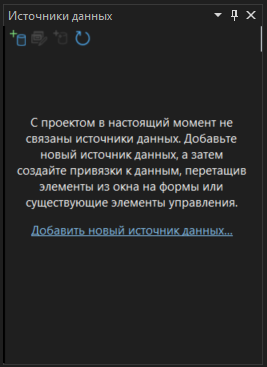 Источники данных
С проектом в настоящий момент не
связаны источники данных. Добавьте
новый источник данных, а затем
создайте привязки к данным, перетащив
элементы из окна на формы или
существующие элементы управления.
Добавить новый источник данных...